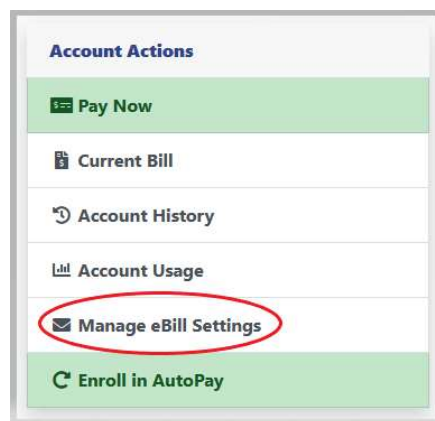 Account Actions
Pay Now
Current Bill
Account History
Account Usage
Manage eBill Settings
Enroll in AutoPay